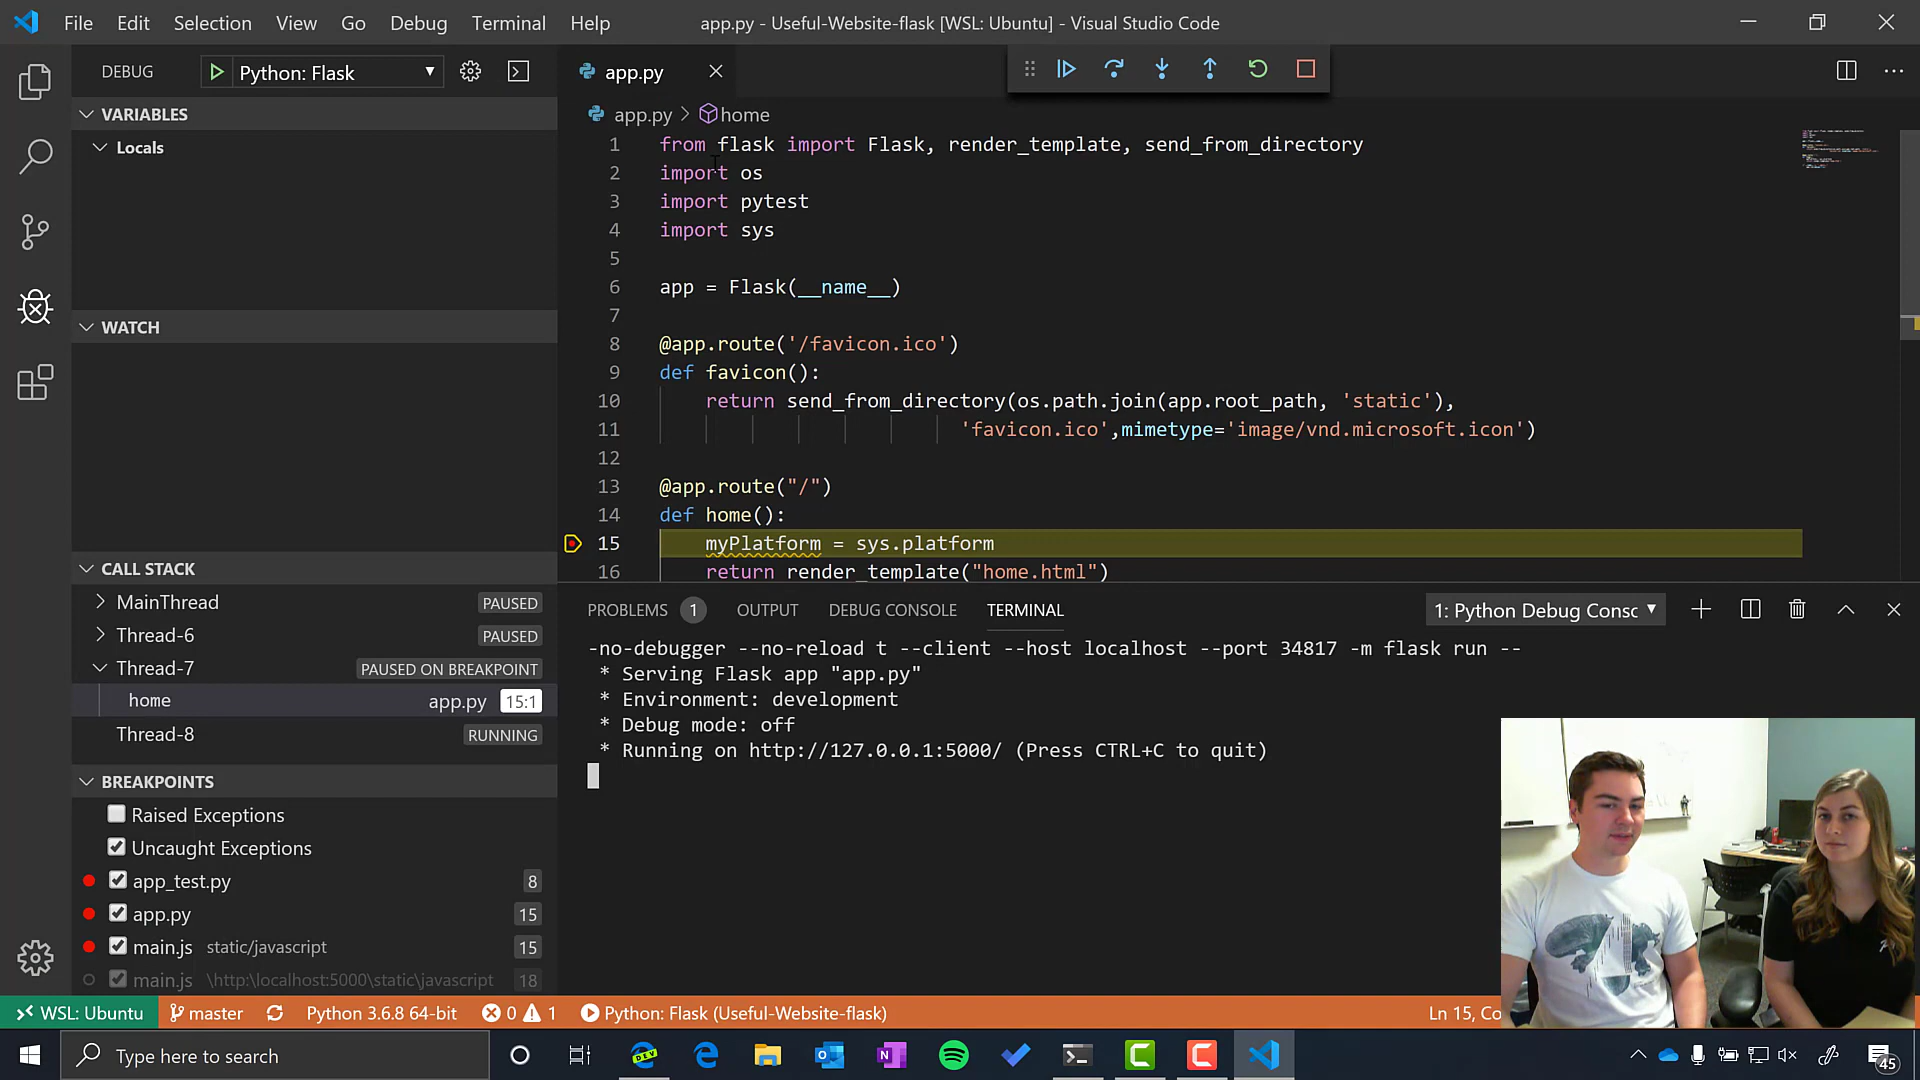 File Edit Selection View Go Debug Terminal Help
app.py - Useful-Website-flask [WSL: Ubuntu] - Visual Studio Code
DEBUG Python: Flask
VARIABLES
Locals
WATCH
CALL STACK
MainThread PAUSED
Thread-6 PAUSED
Thread-7 PAUSED ON BREAKPOINT
home app.py 15:1
Thread-8 RUNNING
BREAKPOINTS
Raised Exceptions
Uncaught Exceptions
app_test.py 8
app.py 15
main.js static/javascript 15
main.js \http:\localhost:5000\static\javascript 18
app.py
app.py > home
1 from flask import Flask, render_template, send_from_directory
2 import os
3 import pytest
4 import sys
5
6 app = Flask(__name__)
7
8 @app.route('/favicon.ico')
9 def favicon():
10 return send_from_directory(os.path.join(app.root_path, 'static'),
11 'favicon.ico',mimetype='image/vnd.microsoft.icon')
12
13 @app.route("/")
14 def home():
15 myPlatform = sys.platform
16 return render_template("home.html")
PROBLEMS 1 OUTPUT DEBUG CONSOLE TERMINAL 1: Python Debug Consc
-no-debugger --no-reload t --client --host localhost --port 34817 -m flask run --
* Serving Flask app "app.py"
* Environment: development
* Debug mode: off
* Running on http://127.0.0.1:5000/ (Press CTRL+C to quit)
WSL: Ubuntu master Python 3.6.8 64-bit 0 1 Python: Flask (Useful-Website-flask) Ln 15, Co
Type here to search
DEV
45